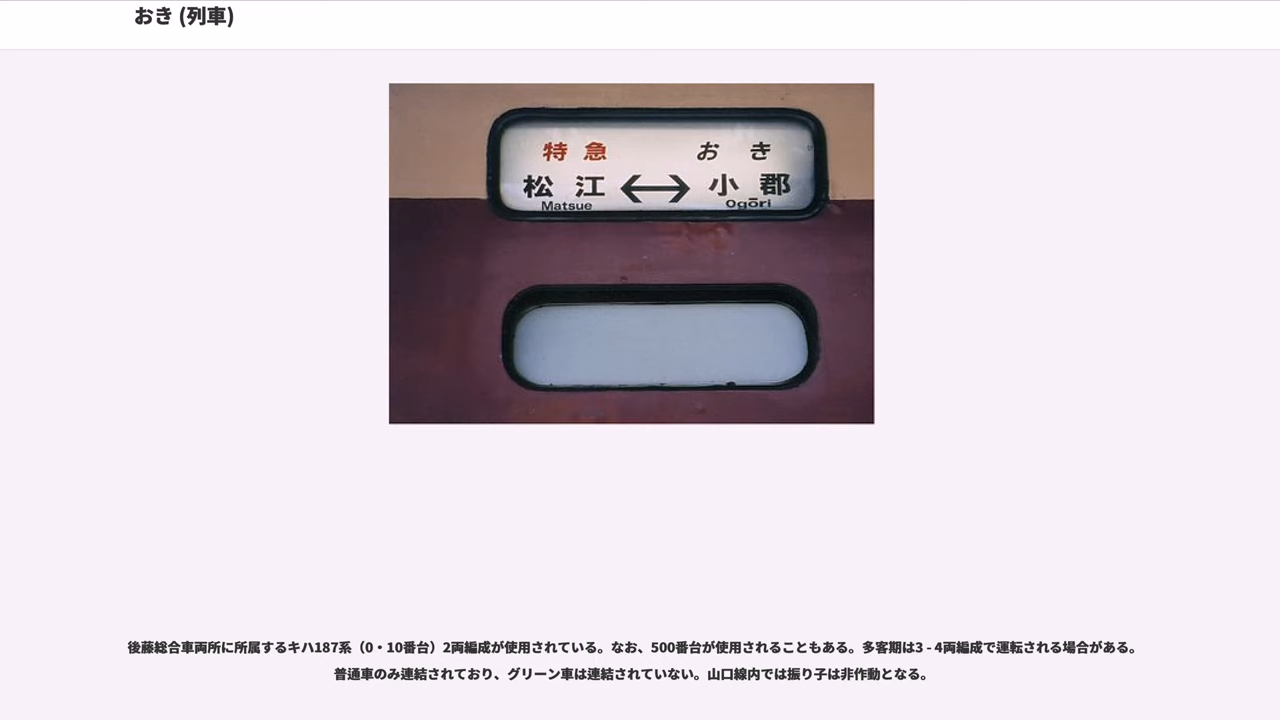 おき (列車)
特急 おき
松江 ↔ 小郡
Matsue Ogōri
後藤総合車両所に所属するキハ187系（0・10番台）2両編成が使用されている。なお、500番台が使用されることもある。多客期は3 - 4両編成で運転される場合がある。
普通車のみ連結されており、グリーン車は連結されていない。山口線内では振り子は非作動となる。